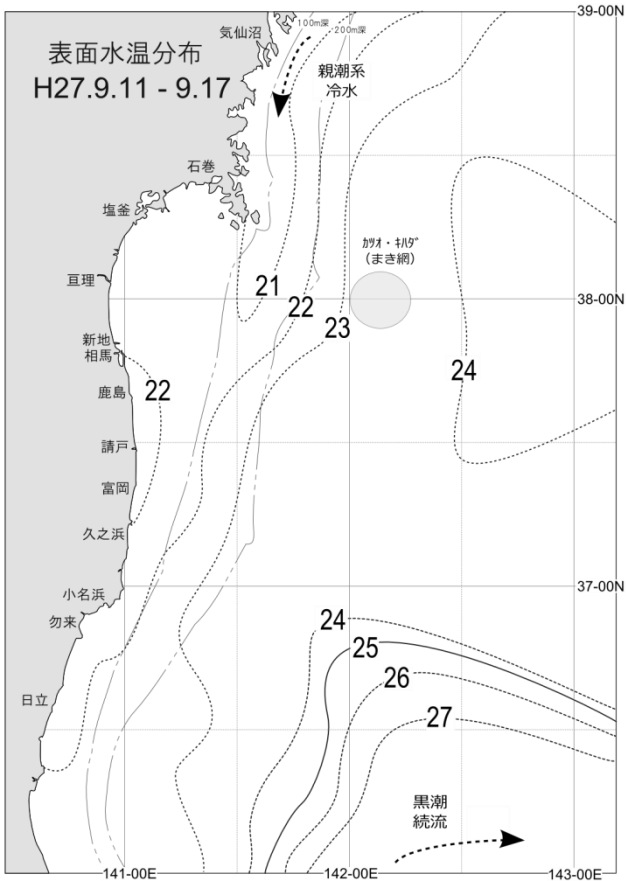 39-00N
気仙沼
100m深
200m深
表面水温分布
H27.9.11 - 9.17
親潮系
冷水
石巻
塩釜
ｶﾂｵ・ｷﾊﾀﾞ
(まき網)
亘理
21
22
38-00N
23
新地
相馬
24
鹿島
22
請戸
富岡
久之浜
37-00N
小名浜
24
勿来
25
26
日立
27
黒潮
続流
141-00E
142-00E
143-00E